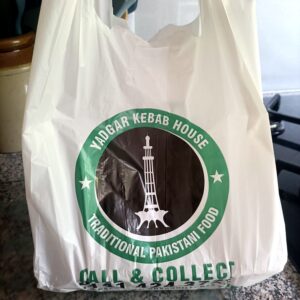 YADGAR KEBAB HOUSE
TRADITIONAL PAKISTANI FOOD
CALL & COLLECT